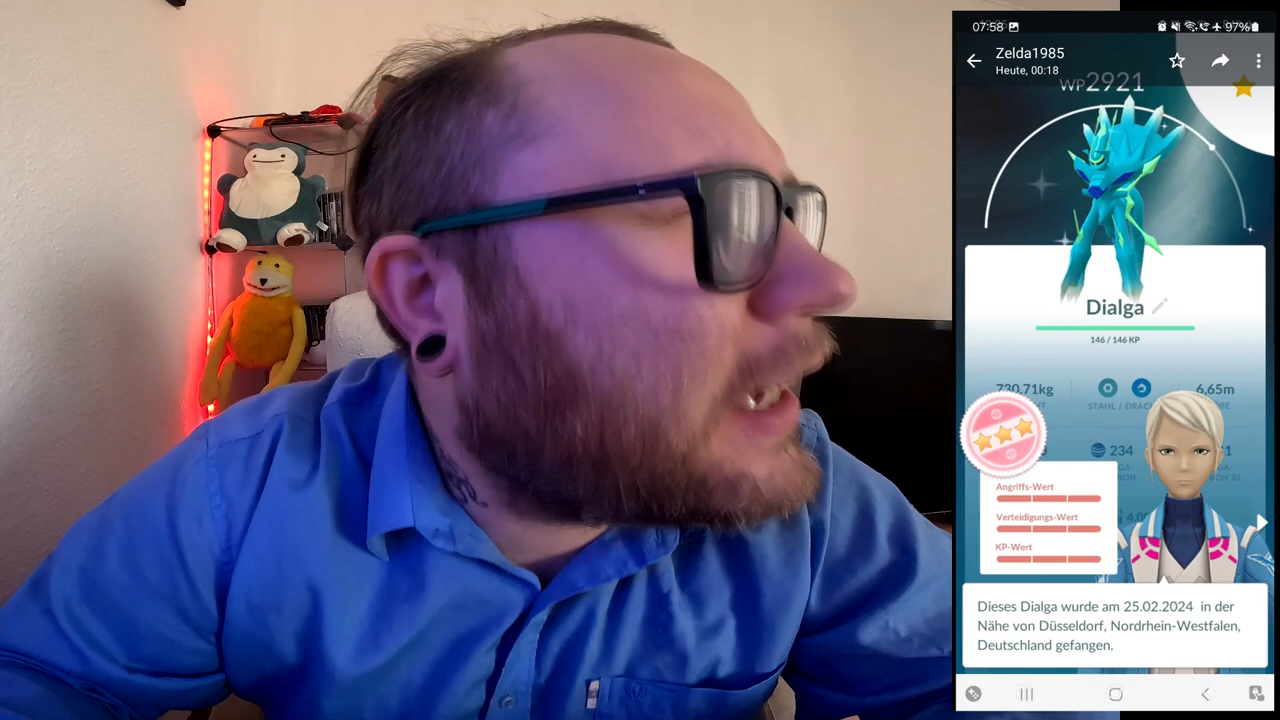 07:58
97%
Zelda1985
Heute, 00:18
WP2921
Dialga
146 / 146 KP
730,71kg
6,65m
STAHL / DRACH
234
Angriffs-Wert
Verteidigungs-Wert
KP-Wert
Dieses Dialga wurde am 25.02.2024 in der
Nähe von Düsseldorf, Nordrhein-Westfalen,
Deutschland gefangen.